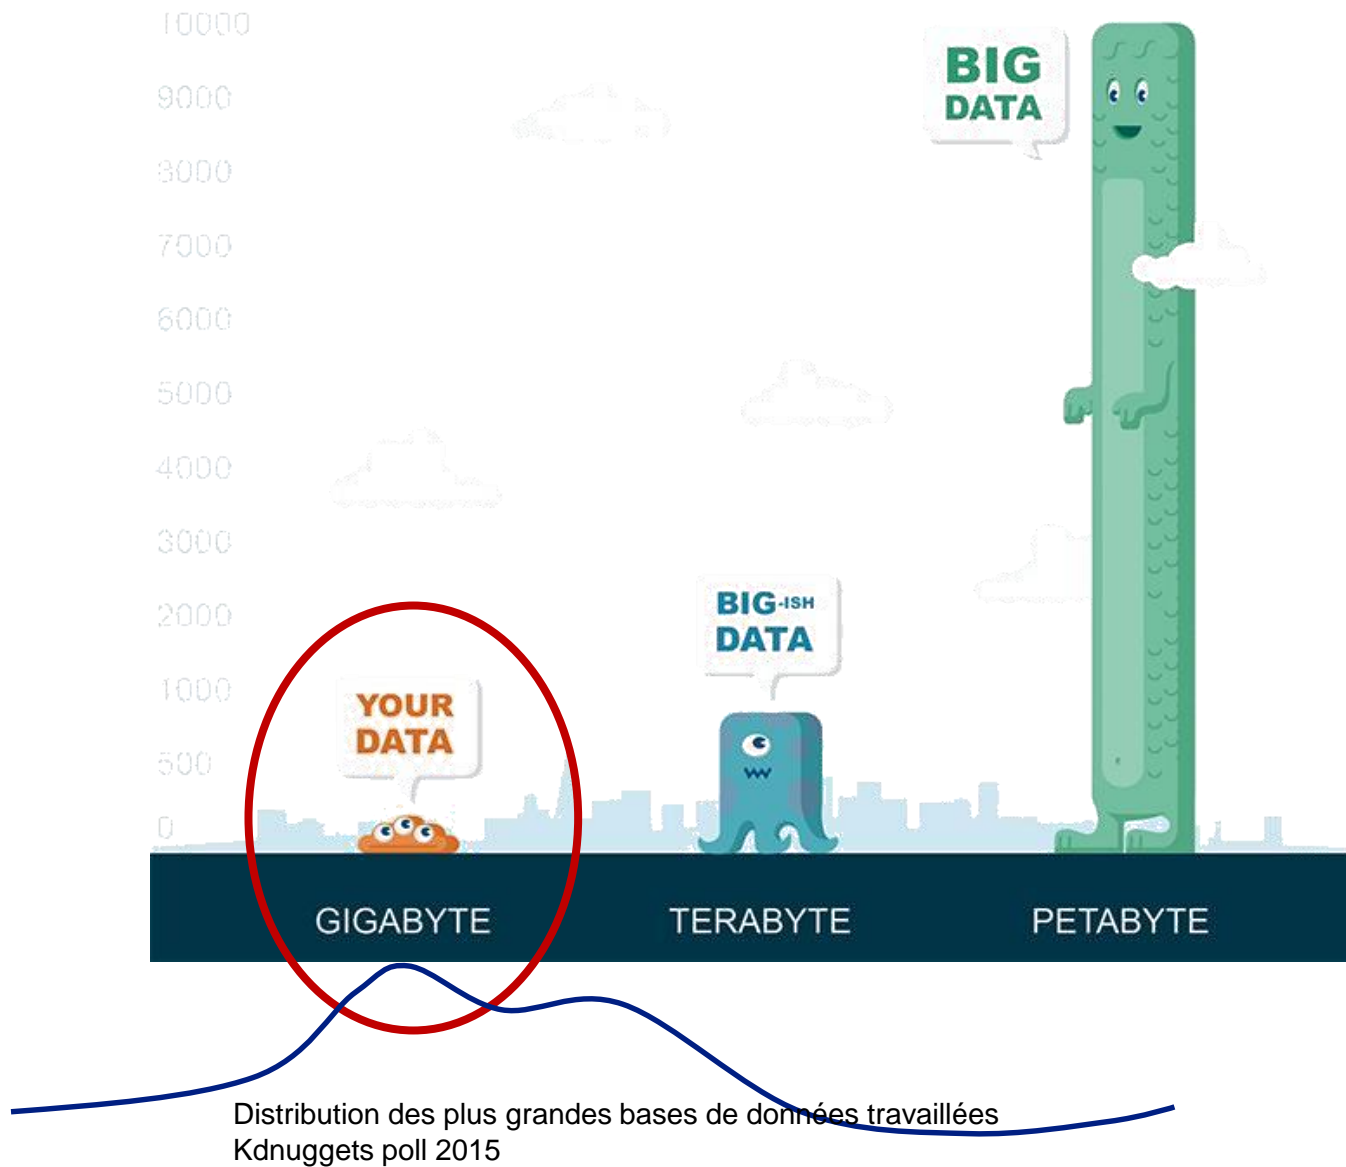 10000
9000
8000
7000
6000
5000
4000
3000
2000
1000
500
0
BIG
DATA
BIG-ISH
DATA
YOUR
DATA
GIGABYTE
TERABYTE
PETABYTE
Distribution des plus grandes bases de données travaillées
Kdnuggets poll 2015